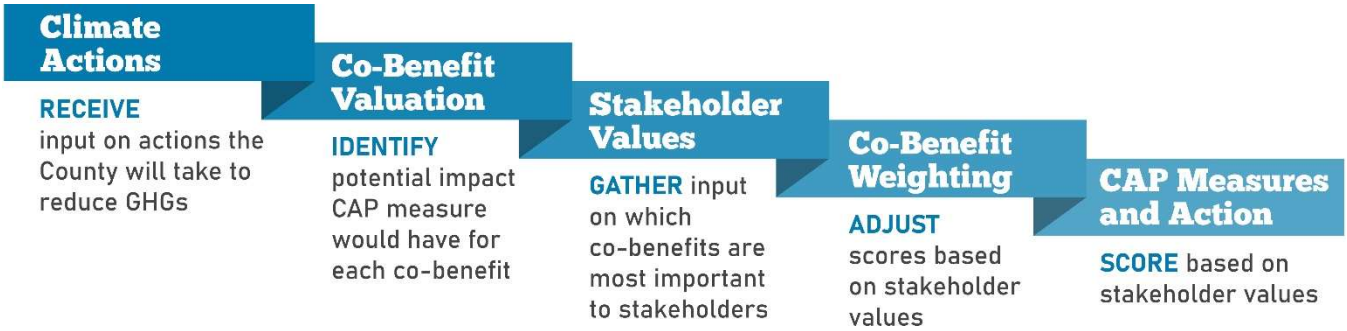 Climate
Actions
RECEIVE
input on actions the
County will take to
reduce GHGs
Co-Benefit
Valuation
IDENTIFY
potential impact
CAP measure
would have for
each co-benefit
Stakeholder
Values
GATHER input
on which
co-benefits are
most important
to stakeholders
Co-Benefit
Weighting
ADJUST
scores based
on stakeholder
values
CAP Measures
and Action
SCORE based on
stakeholder values